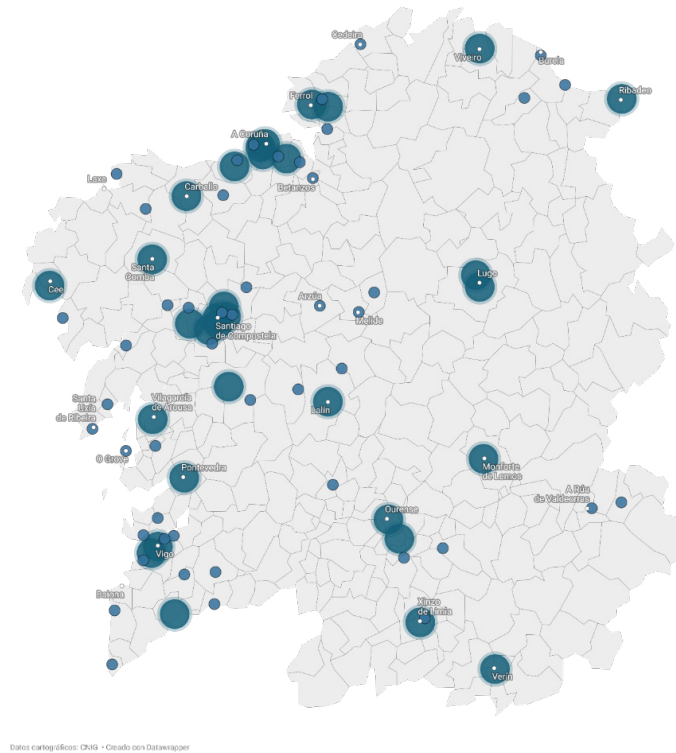 Cedeira
Viveiro
Burela
Ribadeo
Ferrol
A Coruña
Betanzos
Laxe
Carballo
Santa
Comba
Cee
Lugo
Arzúa
Melide
Santiago
de Compostela
Santa
Uxía
de Ribeira
Vilagarcía
de Arousa
Lalín
O Grove
Pontevedra
Monforte
de Lemos
A Rúa
de Valdeorras
Ourense
Vigo
Baiona
Xinzo
de Limia
Verín
Datos cartográficos: CNIG • Creado con Datawrapper